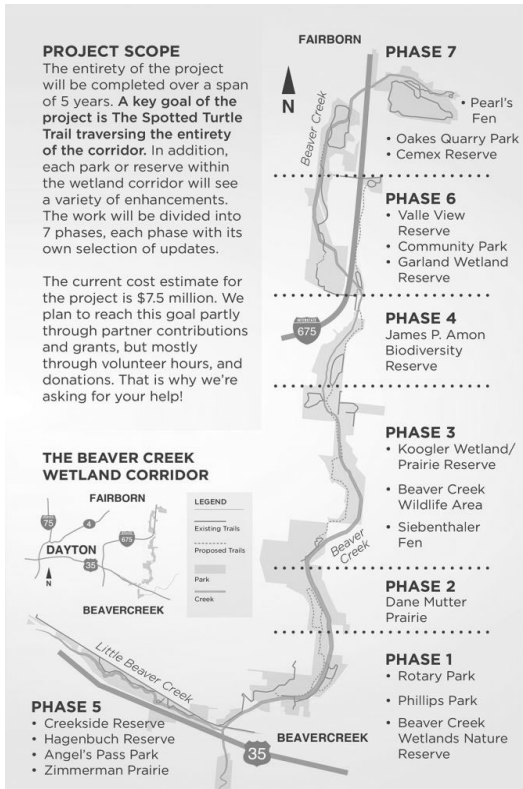 PROJECT SCOPE
The entirety of the project
will be completed over a span
of 5 years. A key goal of the
project is The Spotted Turtle
Trail traversing the entirety
of the corridor. In addition,
each park or reserve within
the wetland corridor will see
a variety of enhancements.
The work will be divided into
7 phases, each phase with its
own selection of updates.
The current cost estimate for
the project is $7.5 million. We
plan to reach this goal partly
through partner contributions
and grants, but mostly
through volunteer hours, and
donations. That is why we're
asking for your help!
THE BEAVER CREEK
WETLAND CORRIDOR
FAIRBORN
75
4
675
DAYTON
35
N
BEAVERCREEK
LEGEND
Existing Trails
Proposed Trails
Park
Creek
FAIRBORN
N
Beaver Creek
PHASE 7
• Pearl's
Fen
• Oakes Quarry Park
• Cemex Reserve
PHASE 6
• Valle View
Reserve
• Community Park
• Garland Wetland
Reserve
675
PHASE 4
James P. Amon
Biodiversity
Reserve
PHASE 3
• Koogler Wetland/
Prairie Reserve
• Beaver Creek
Wildlife Area
• Siebenthaler
Fen
Beaver
Creek
PHASE 2
Dane Mutter
Prairie
PHASE 1
• Rotary Park
• Phillips Park
• Beaver Creek
Wetlands Nature
Reserve
BEAVERCREEK
35
Little Beaver Creek
PHASE 5
• Creekside Reserve
• Hagenbuch Reserve
• Angel's Pass Park
• Zimmerman Prairie